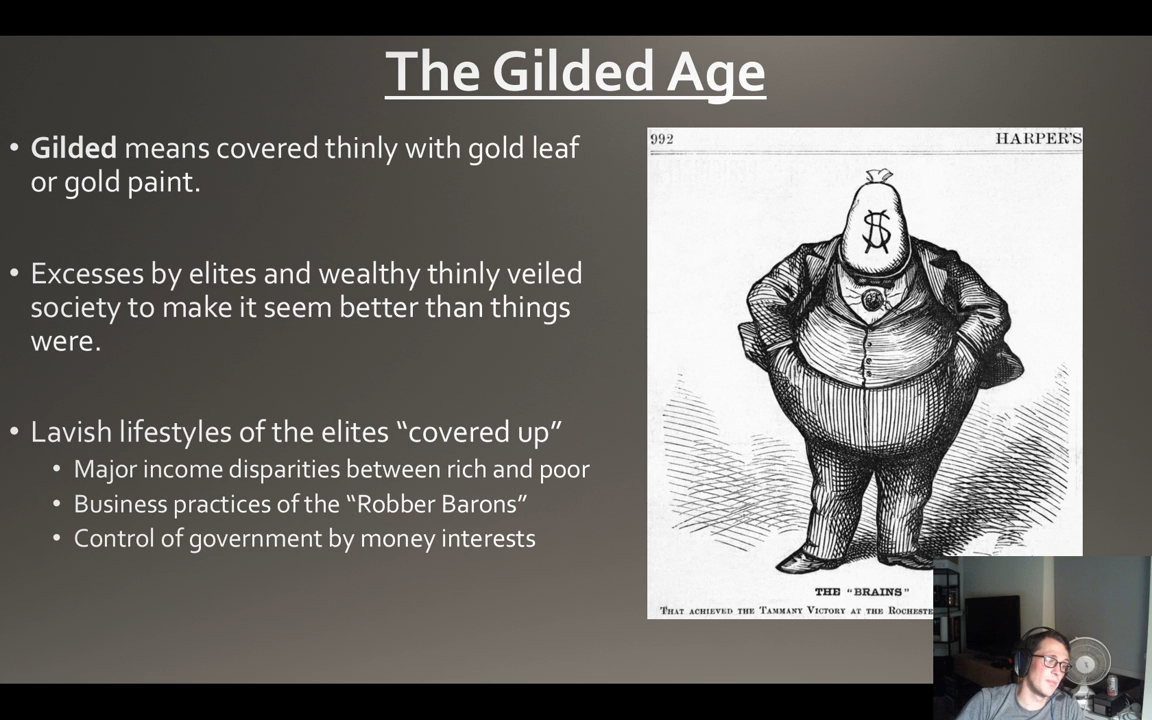 The Gilded Age
• Gilded means covered thinly with gold leaf
or gold paint.
• Excesses by elites and wealthy thinly veiled
society to make it seem better than things
were.
• Lavish lifestyles of the elites “covered up”
• Major income disparities between rich and poor
• Business practices of the “Robber Barons”
• Control of government by money interests
992 HARPER'S
$
THE “BRAINS”
THAT ACHIEVED THE TAMMANY VICTORY AT THE